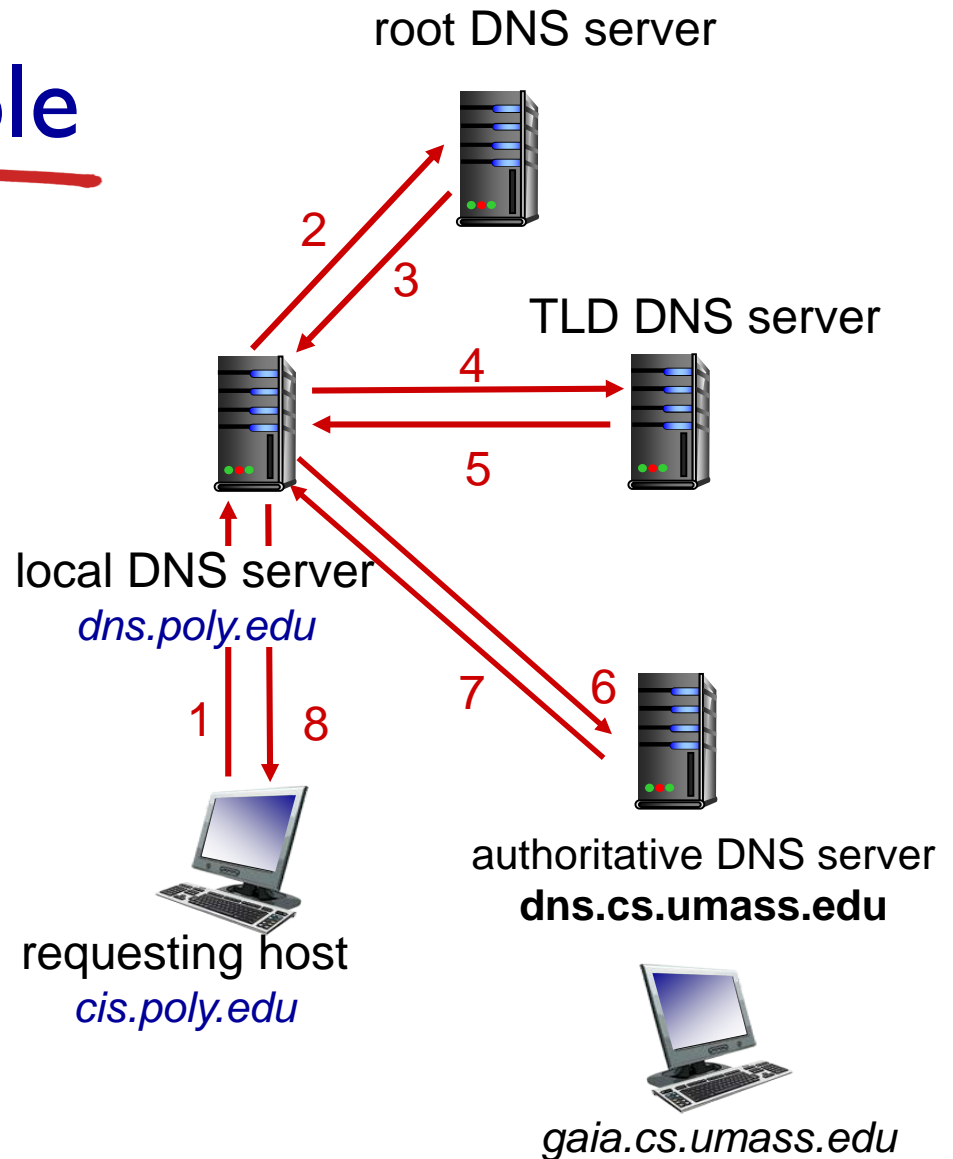 root DNS server
2
3
TLD DNS server
4
5
local DNS server
dns.poly.edu
1
8
7
6
authoritative DNS server
dns.cs.umass.edu
requesting host
cis.poly.edu
gaia.cs.umass.edu